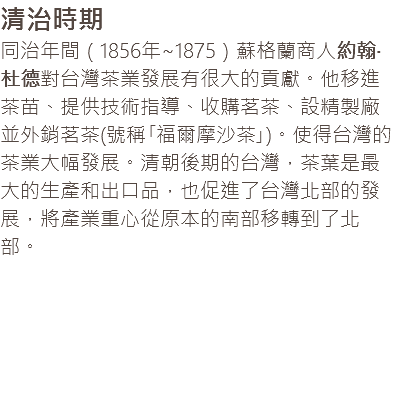 清治時期
同治年間（1856年~1875）蘇格蘭商人約翰·
杜德對台灣茶業發展有很大的貢獻。他移進
茶苗、提供技術指導、收購茗茶、設精製廠
並外銷茗茶(號稱｢福爾摩沙茶｣)。使得台灣的
茶業大幅發展。清朝後期的台灣，茶葉是最
大的生產和出口品，也促進了台灣北部的發
展，將產業重心從原本的南部移轉到了北
部。